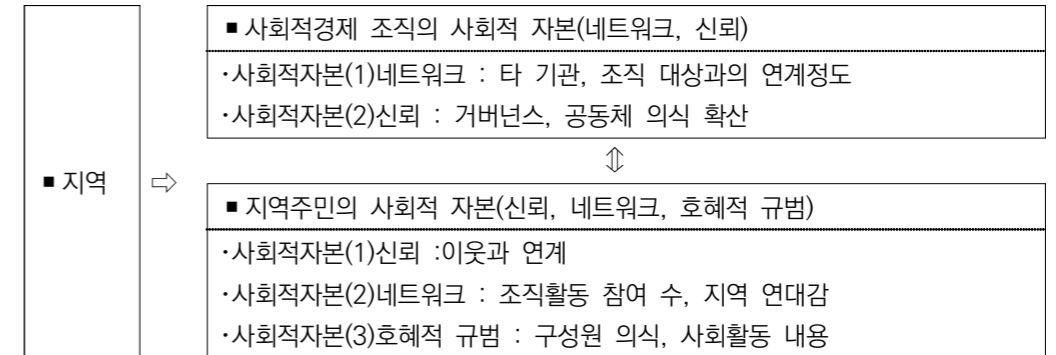 ■ 지역
⇨
■ 사회적경제 조직의 사회적 자본(네트워크, 신뢰)
·사회적자본(1)네트워크 : 타 기관, 조직 대상과의 연계정도
·사회적자본(2)신뢰 : 거버넌스, 공동체 의식 확산
⇕
■ 지역주민의 사회적 자본(신뢰, 네트워크, 호혜적 규범)
·사회적자본(1)신뢰 :이웃과 연계
·사회적자본(2)네트워크 : 조직활동 참여 수, 지역 연대감
·사회적자본(3)호혜적 규범 : 구성원 의식, 사회활동 내용